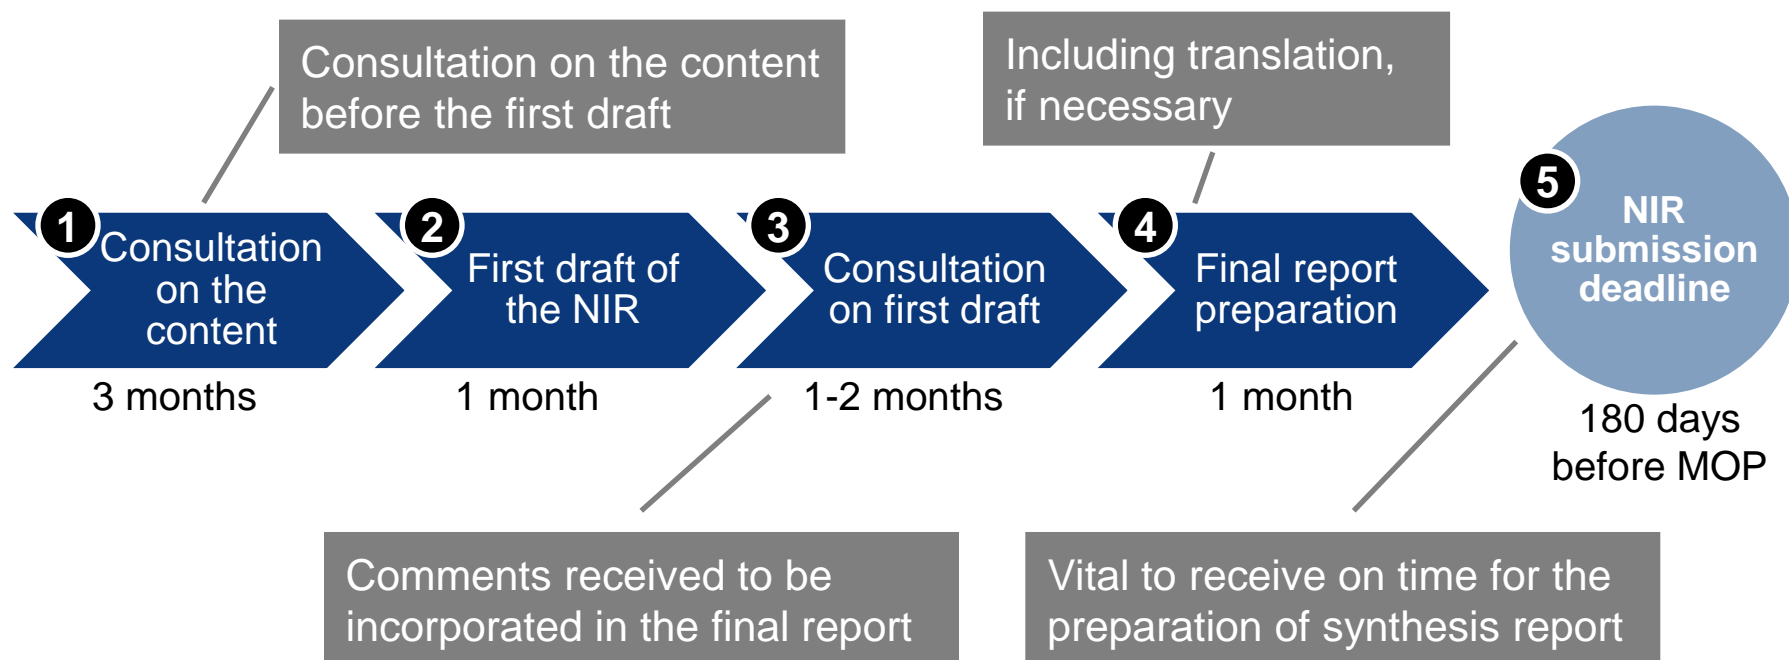 Consultation on the content
before the first draft
Including translation,
if necessary
1
Consultation
on the
content
3 months
2
First draft of
the NIR
1 month
3
Consultation
on first draft
1-2 months
4
Final report
preparation
1 month
5
NIR
submission
deadline
180 days
before MOP
Comments received to be
incorporated in the final report
Vital to receive on time for the
preparation of synthesis report